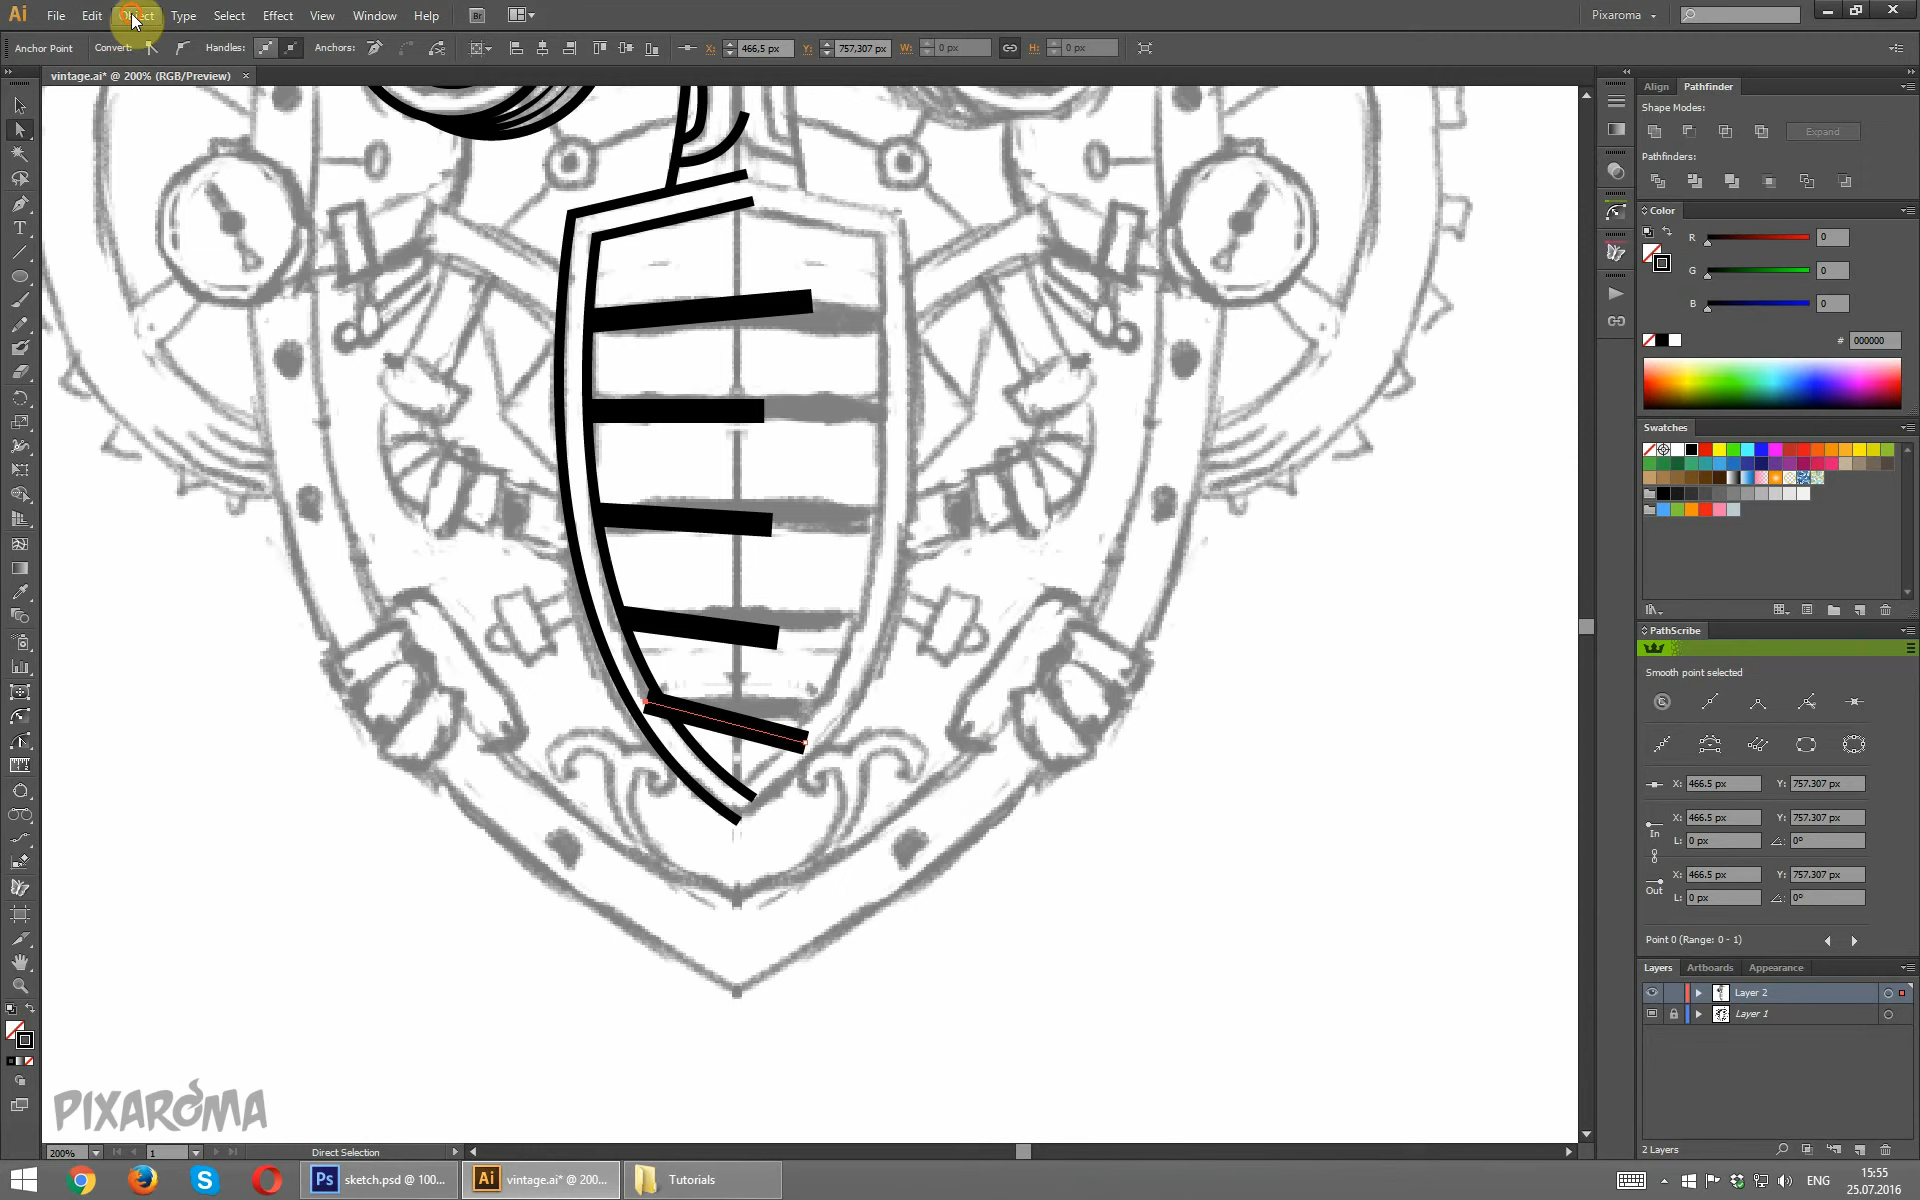 Ai File Edit Object Type Select Effect View Window Help Br Pixaroma
Anchor Point Convert: Handles: Anchors: X: 466,5 px Y: 757,307 px W: 0 px H: 0 px
vintage.ai* @ 200% (RGB/Preview) ×
Align Pathfinder
Shape Modes:
Expand
Pathfinders:
Color
R 0
G 0
B 0
# 000000
Swatches
PathScribe
Smooth point selected
X: 466.5 px Y: 757.307 px
X: 466.5 px Y: 757.307 px
In
L: 0 px 0°
X: 466.5 px Y: 757.307 px
Out
L: 0 px 0°
Point 0 (Range: 0 - 1)
Layers Artboards Appearance
Layer 2
Layer 1
PIXAROMA
200% 1 Direct Selection
2 Layers
Ps sketch.psd @ 100...
Ai vintage.ai* @ 200...
Tutorials
ENG
15:55
25.07.2016